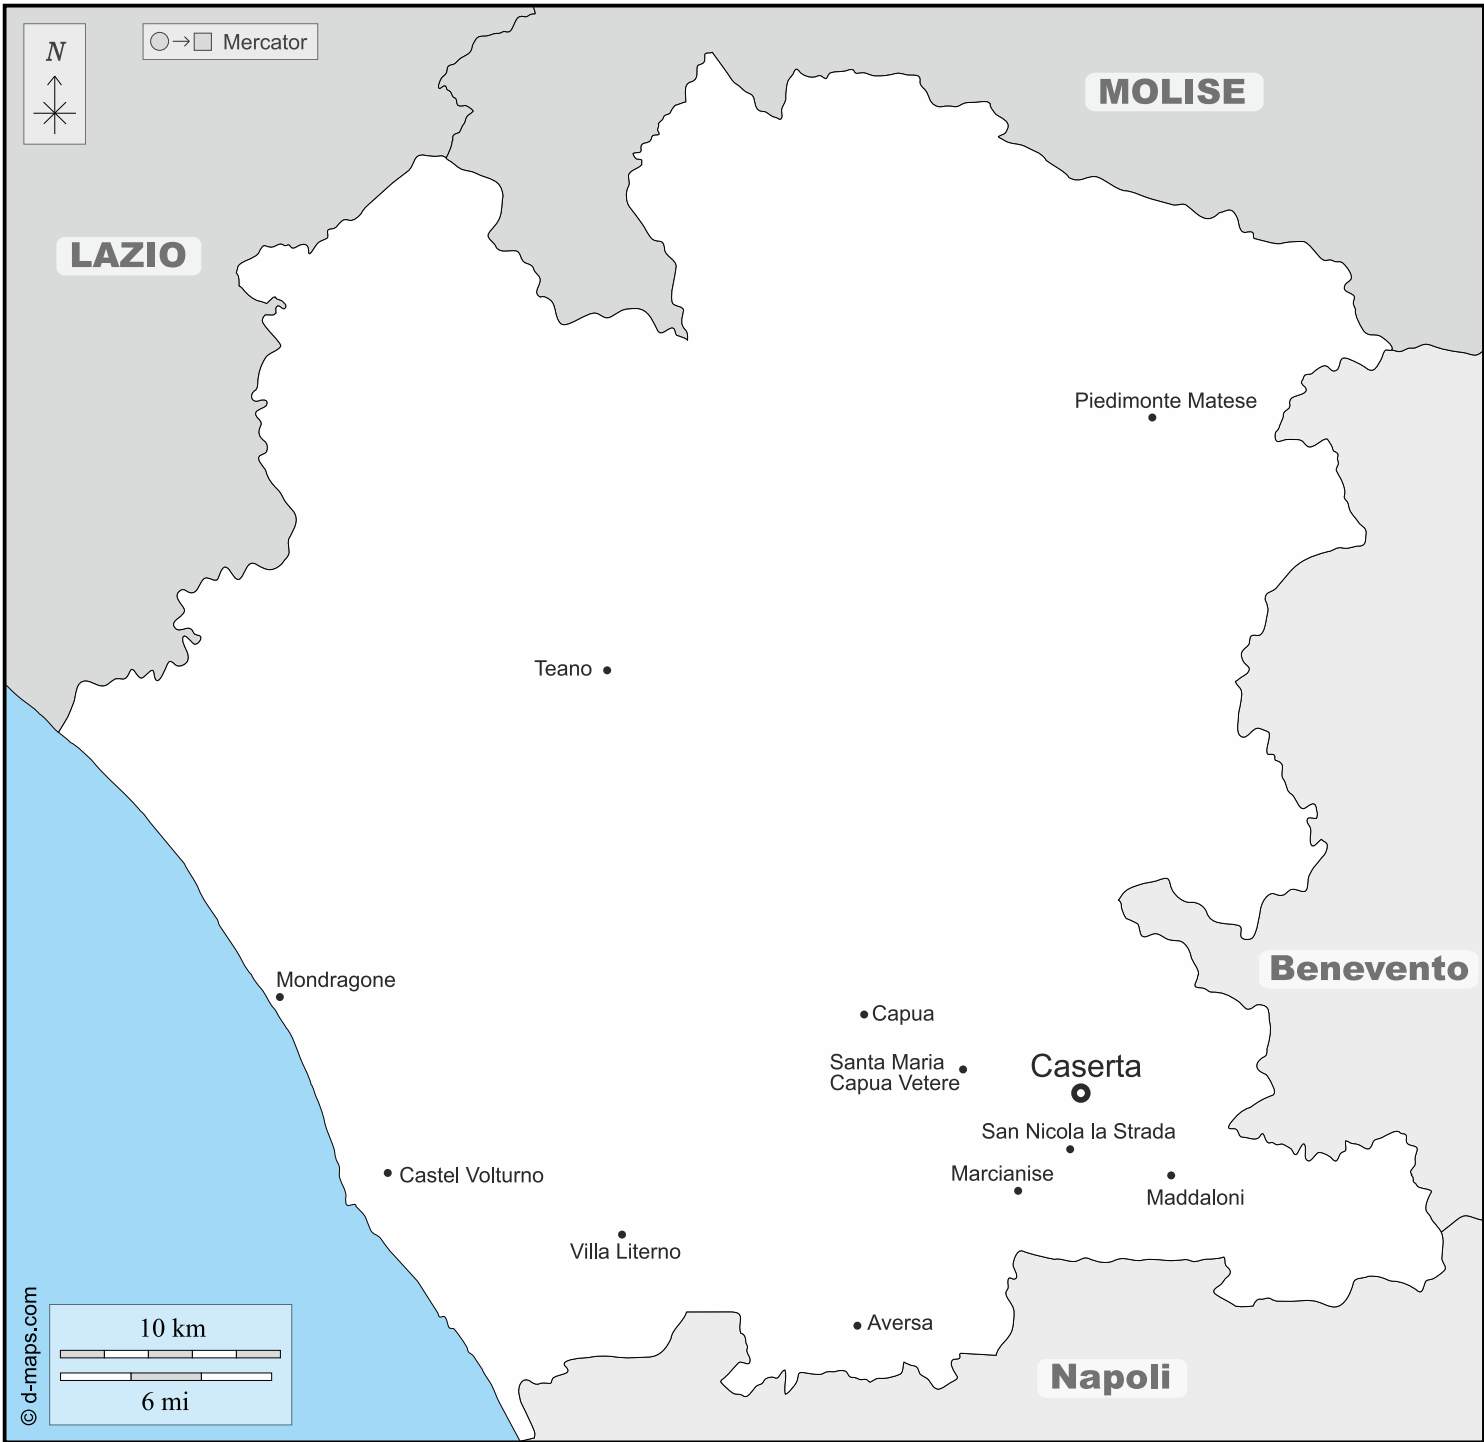 N
Mercator
MOLISE
LAZIO
Piedimonte Matese
Teano
Benevento
Mondragone
Capua
Santa Maria
Capua Vetere
Caserta
San Nicola la Strada
Marcianise
Castel Volturno
Maddaloni
Villa Literno
Aversa
Napoli
10 km
6 mi
© d-maps.com